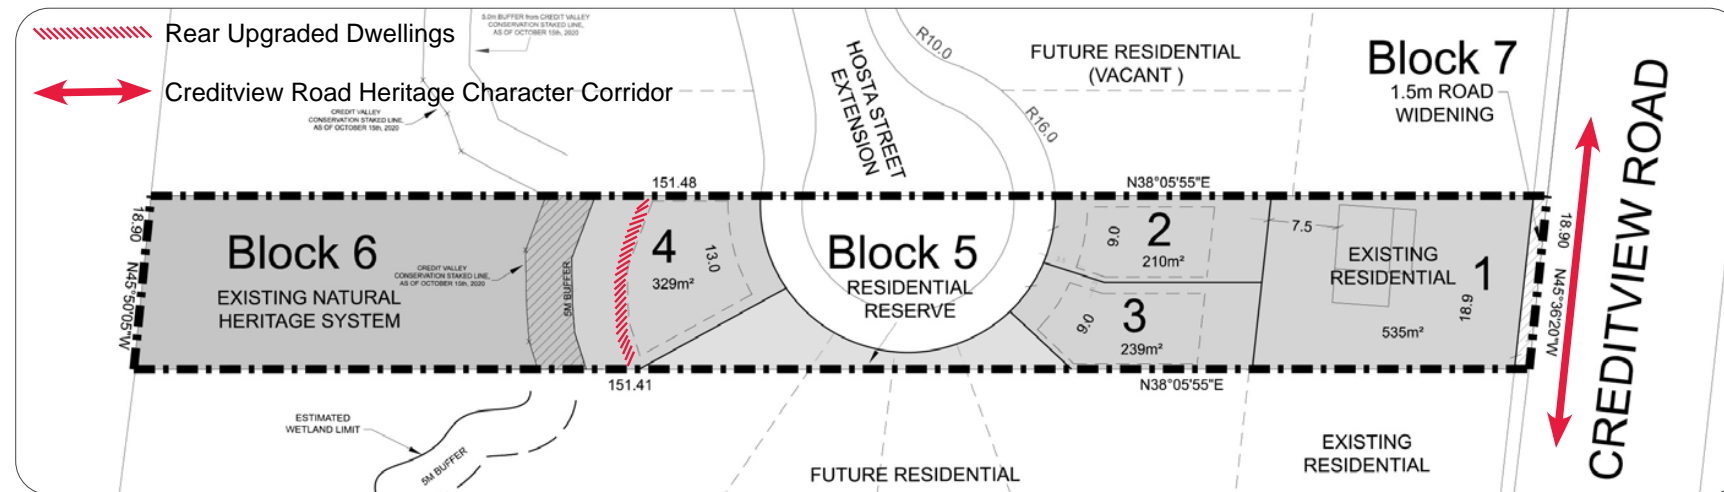 Rear Upgraded Dwellings
Creditview Road Heritage Character Corridor
5.0m BUFFER from CREDIT VALLEY
CONSERVATION STAKED LINE,
AS OF OCTOBER 15th, 2020
CREDIT VALLEY
CONSERVATION STAKED LINE,
AS OF OCTOBER 15th, 2020
HOSTA STREET
EXTENSION
R10.0
R16.0
FUTURE RESIDENTIAL
(VACANT )
Block 7
1.5m ROAD
WIDENING
CREDITVIEW ROAD
151.48
N38°05'55"E
18.90
N45°50'05"W
Block 6
EXISTING NATURAL
HERITAGE SYSTEM
CREDIT VALLEY
CONSERVATION STAKED LINE,
AS OF OCTOBER 15th, 2020
5M BUFFER
4
13.0
329m²
Block 5
RESIDENTIAL
RESERVE
2
9.0
210m²
3
9.0
239m²
7.5
EXISTING
RESIDENTIAL
1
18.9
535m²
18.90
N45°36'20"W
151.41
N38°05'55"E
ESTIMATED
WETLAND LIMIT
5M BUFFER
FUTURE RESIDENTIAL
EXISTING
RESIDENTIAL